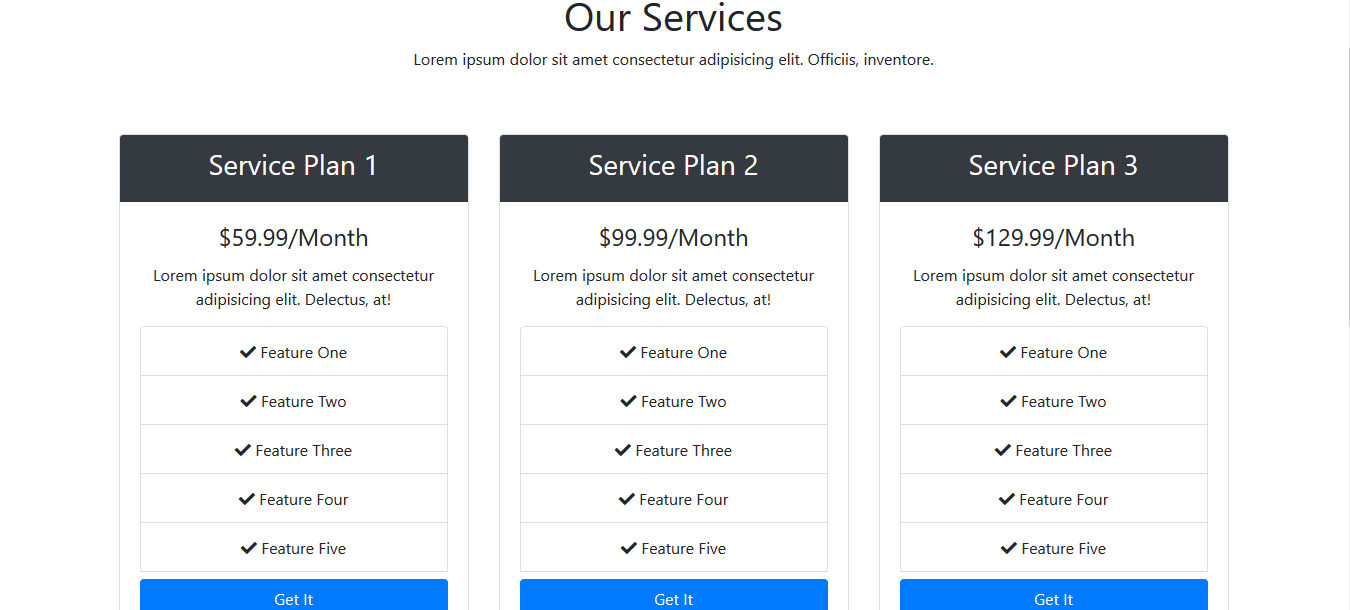 Our Services
Lorem ipsum dolor sit amet consectetur adipisicing elit. Officiis, inventore.
Service Plan 1
$59.99/Month
Lorem ipsum dolor sit amet consectetur
adipisicing elit. Delectus, at!
Feature One
Feature Two
Feature Three
Feature Four
Feature Five
Get It
Service Plan 2
$99.99/Month
Lorem ipsum dolor sit amet consectetur
adipisicing elit. Delectus, at!
Feature One
Feature Two
Feature Three
Feature Four
Feature Five
Get It
Service Plan 3
$129.99/Month
Lorem ipsum dolor sit amet consectetur
adipisicing elit. Delectus, at!
Feature One
Feature Two
Feature Three
Feature Four
Feature Five
Get It